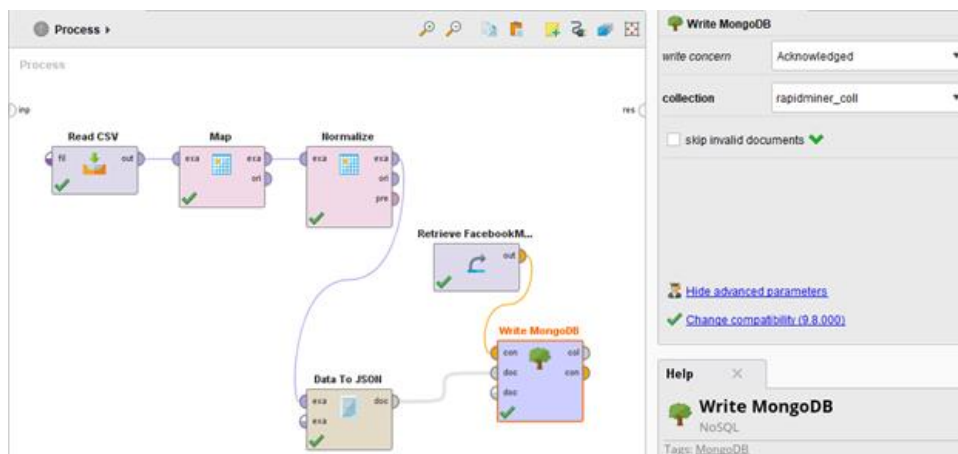 Process
Process
inp
res
Read CSV
fil
out
Map
exa
exa
ori
Normalize
exa
exa
ori
pre
Retrieve FacebookM...
out
Write MongoDB
con
col
doc
con
doc
Data To JSON
exa
doc
exa
Write MongoDB
write concern
Acknowledged
collection
rapidminer_coll
skip invalid documents
Hide advanced parameters
Change compatibility (9.8.000)
Help
Write MongoDB
NoSQL
Tags: MongoDB